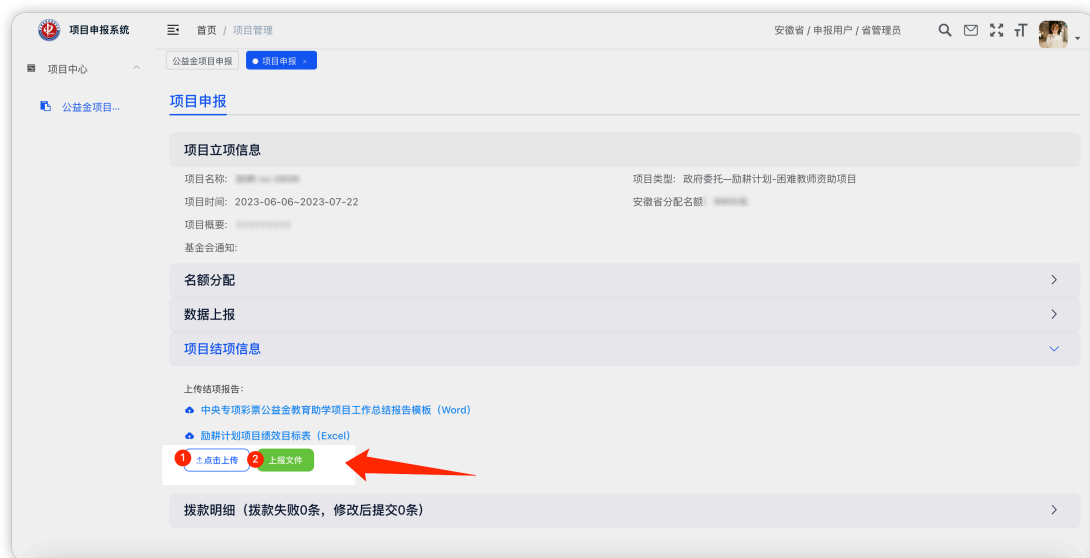 项目申报系统
首页 / 项目管理
安徽省 / 申报用户 / 省管理员
项目中心
公益金项目申报
项目申报
公益金项目...
项目申报
项目立项信息
项目名称:
项目类型: 政府委托—励耕计划-困难教师资助项目
项目时间: 2023-06-06~2023-07-22
安徽省分配名额:
项目概要:
基金会通知:
名额分配
数据上报
项目结项信息
上传结项报告:
中央专项彩票公益金教育助学项目工作总结报告模板（Word）
励耕计划项目绩效目标表（Excel）
1 点击上传 2 上报文件
拨款明细（拨款失败0条，修改后提交0条）